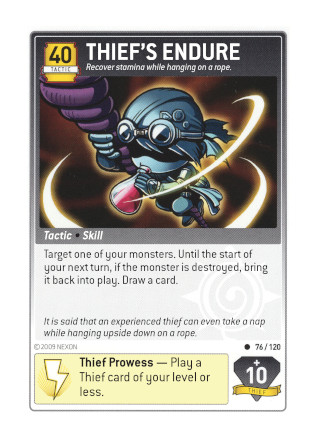 40
TACTIC
THIEF'S ENDURE
Recover stamina while hanging on a rope.
Tactic • Skill
Target one of your monsters. Until the start of
your next turn, if the monster is destroyed, bring
it back into play. Draw a card.
It is said that an experienced thief can even take a nap
while hanging upside down on a rope.
©2009 NEXON
● 76 / 120
Thief Prowess — Play a
Thief card of your level or
less.
+
10
THIEF